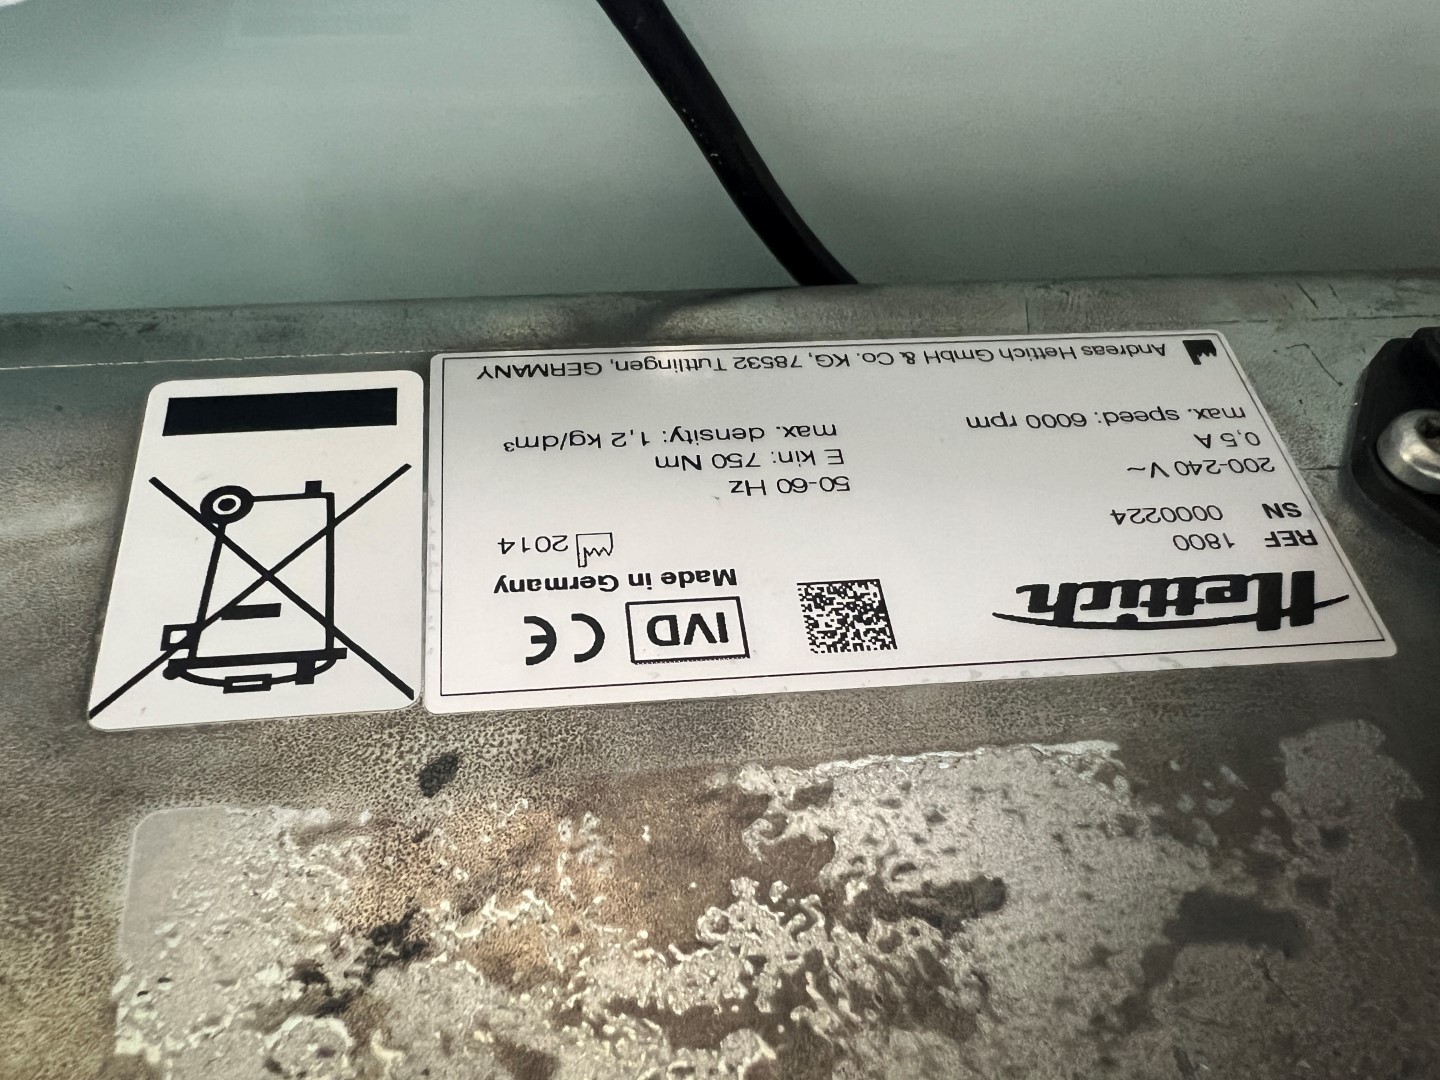 Hettich
IVD CE
Made in Germany
REF 1800
2014
SN 0000224
200-240 V ~ 50-60 Hz
0,5 A E kin: 750 Nm
max. speed: 6000 rpm max. density: 1,2 kg/dm³
Andreas Hettich GmbH & Co. KG, 78532 Tuttlingen, GERMANY